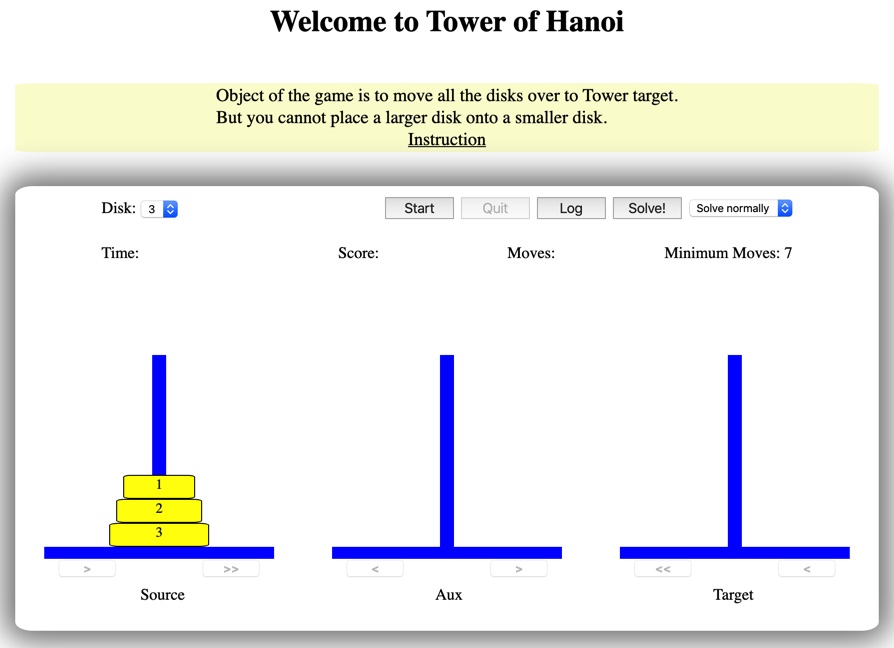 Welcome to Tower of Hanoi
Object of the game is to move all the disks over to Tower target.
But you cannot place a larger disk onto a smaller disk.
Instruction
Disk: 3 Start Quit Log Solve! Solve normally
Time: Score: Moves: Minimum Moves: 7
1
2
3
> >> < > << <
Source Aux Target